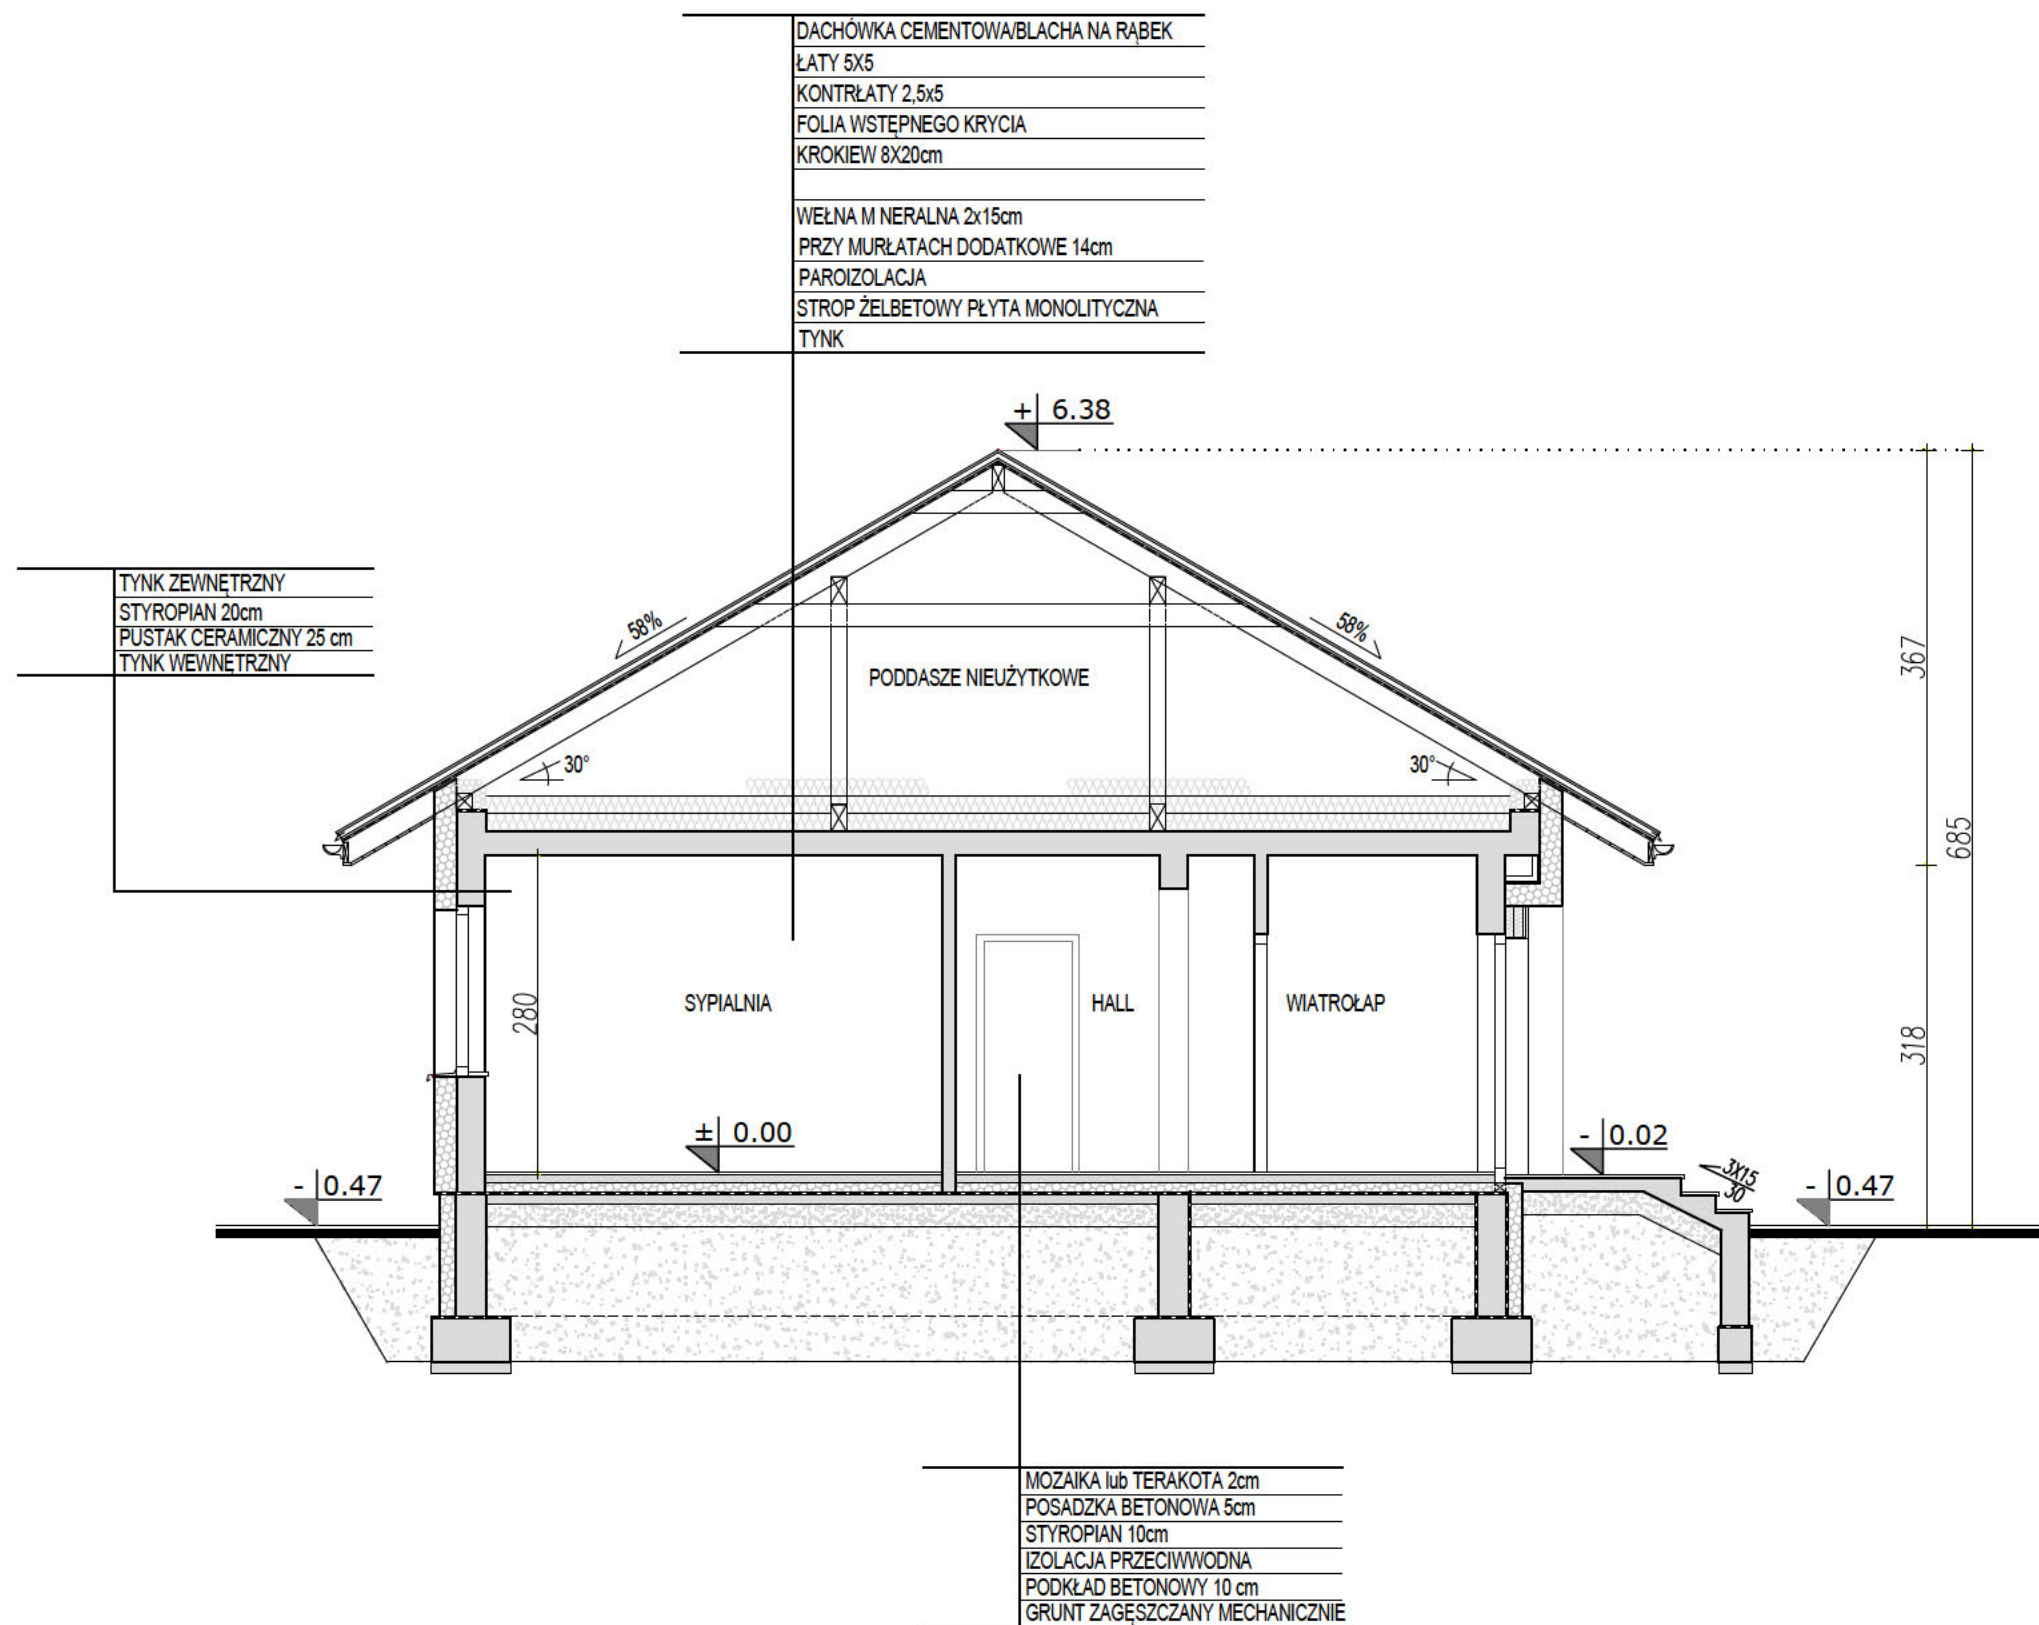 DACHÓWKA CEMENTOWA/BLACHA NA RĄBEK
ŁATY 5X5
KONTRŁATY 2,5x5
FOLIA WSTĘPNEGO KRYCIA
KROKIEW 8X20cm
WEŁNA M NERALNA 2x15cm
PRZY MURŁATACH DODATKOWE 14cm
PAROIZOLACJA
STROP ŻELBETOWY PŁYTA MONOLITYCZNA
TYNK
+ 6.38
TYNK ZEWNĘTRZNY
STYROPIAN 20cm
PUSTAK CERAMICZNY 25 cm
TYNK WEWNĘTRZNY
58%
58%
PODDASZE NIEUŻYTKOWE
367
30°
30°
685
280
SYPIALNIA
HALL
WIATROŁAP
318
± 0.00
- 0.02
- 0.47
3X15
30
- 0.47
MOZAIKA lub TERAKOTA 2cm
POSADZKA BETONOWA 5cm
STYROPIAN 10cm
IZOLACJA PRZECIWWODNA
PODKŁAD BETONOWY 10 cm
GRUNT ZAGĘSZCZANY MECHANICZNIE